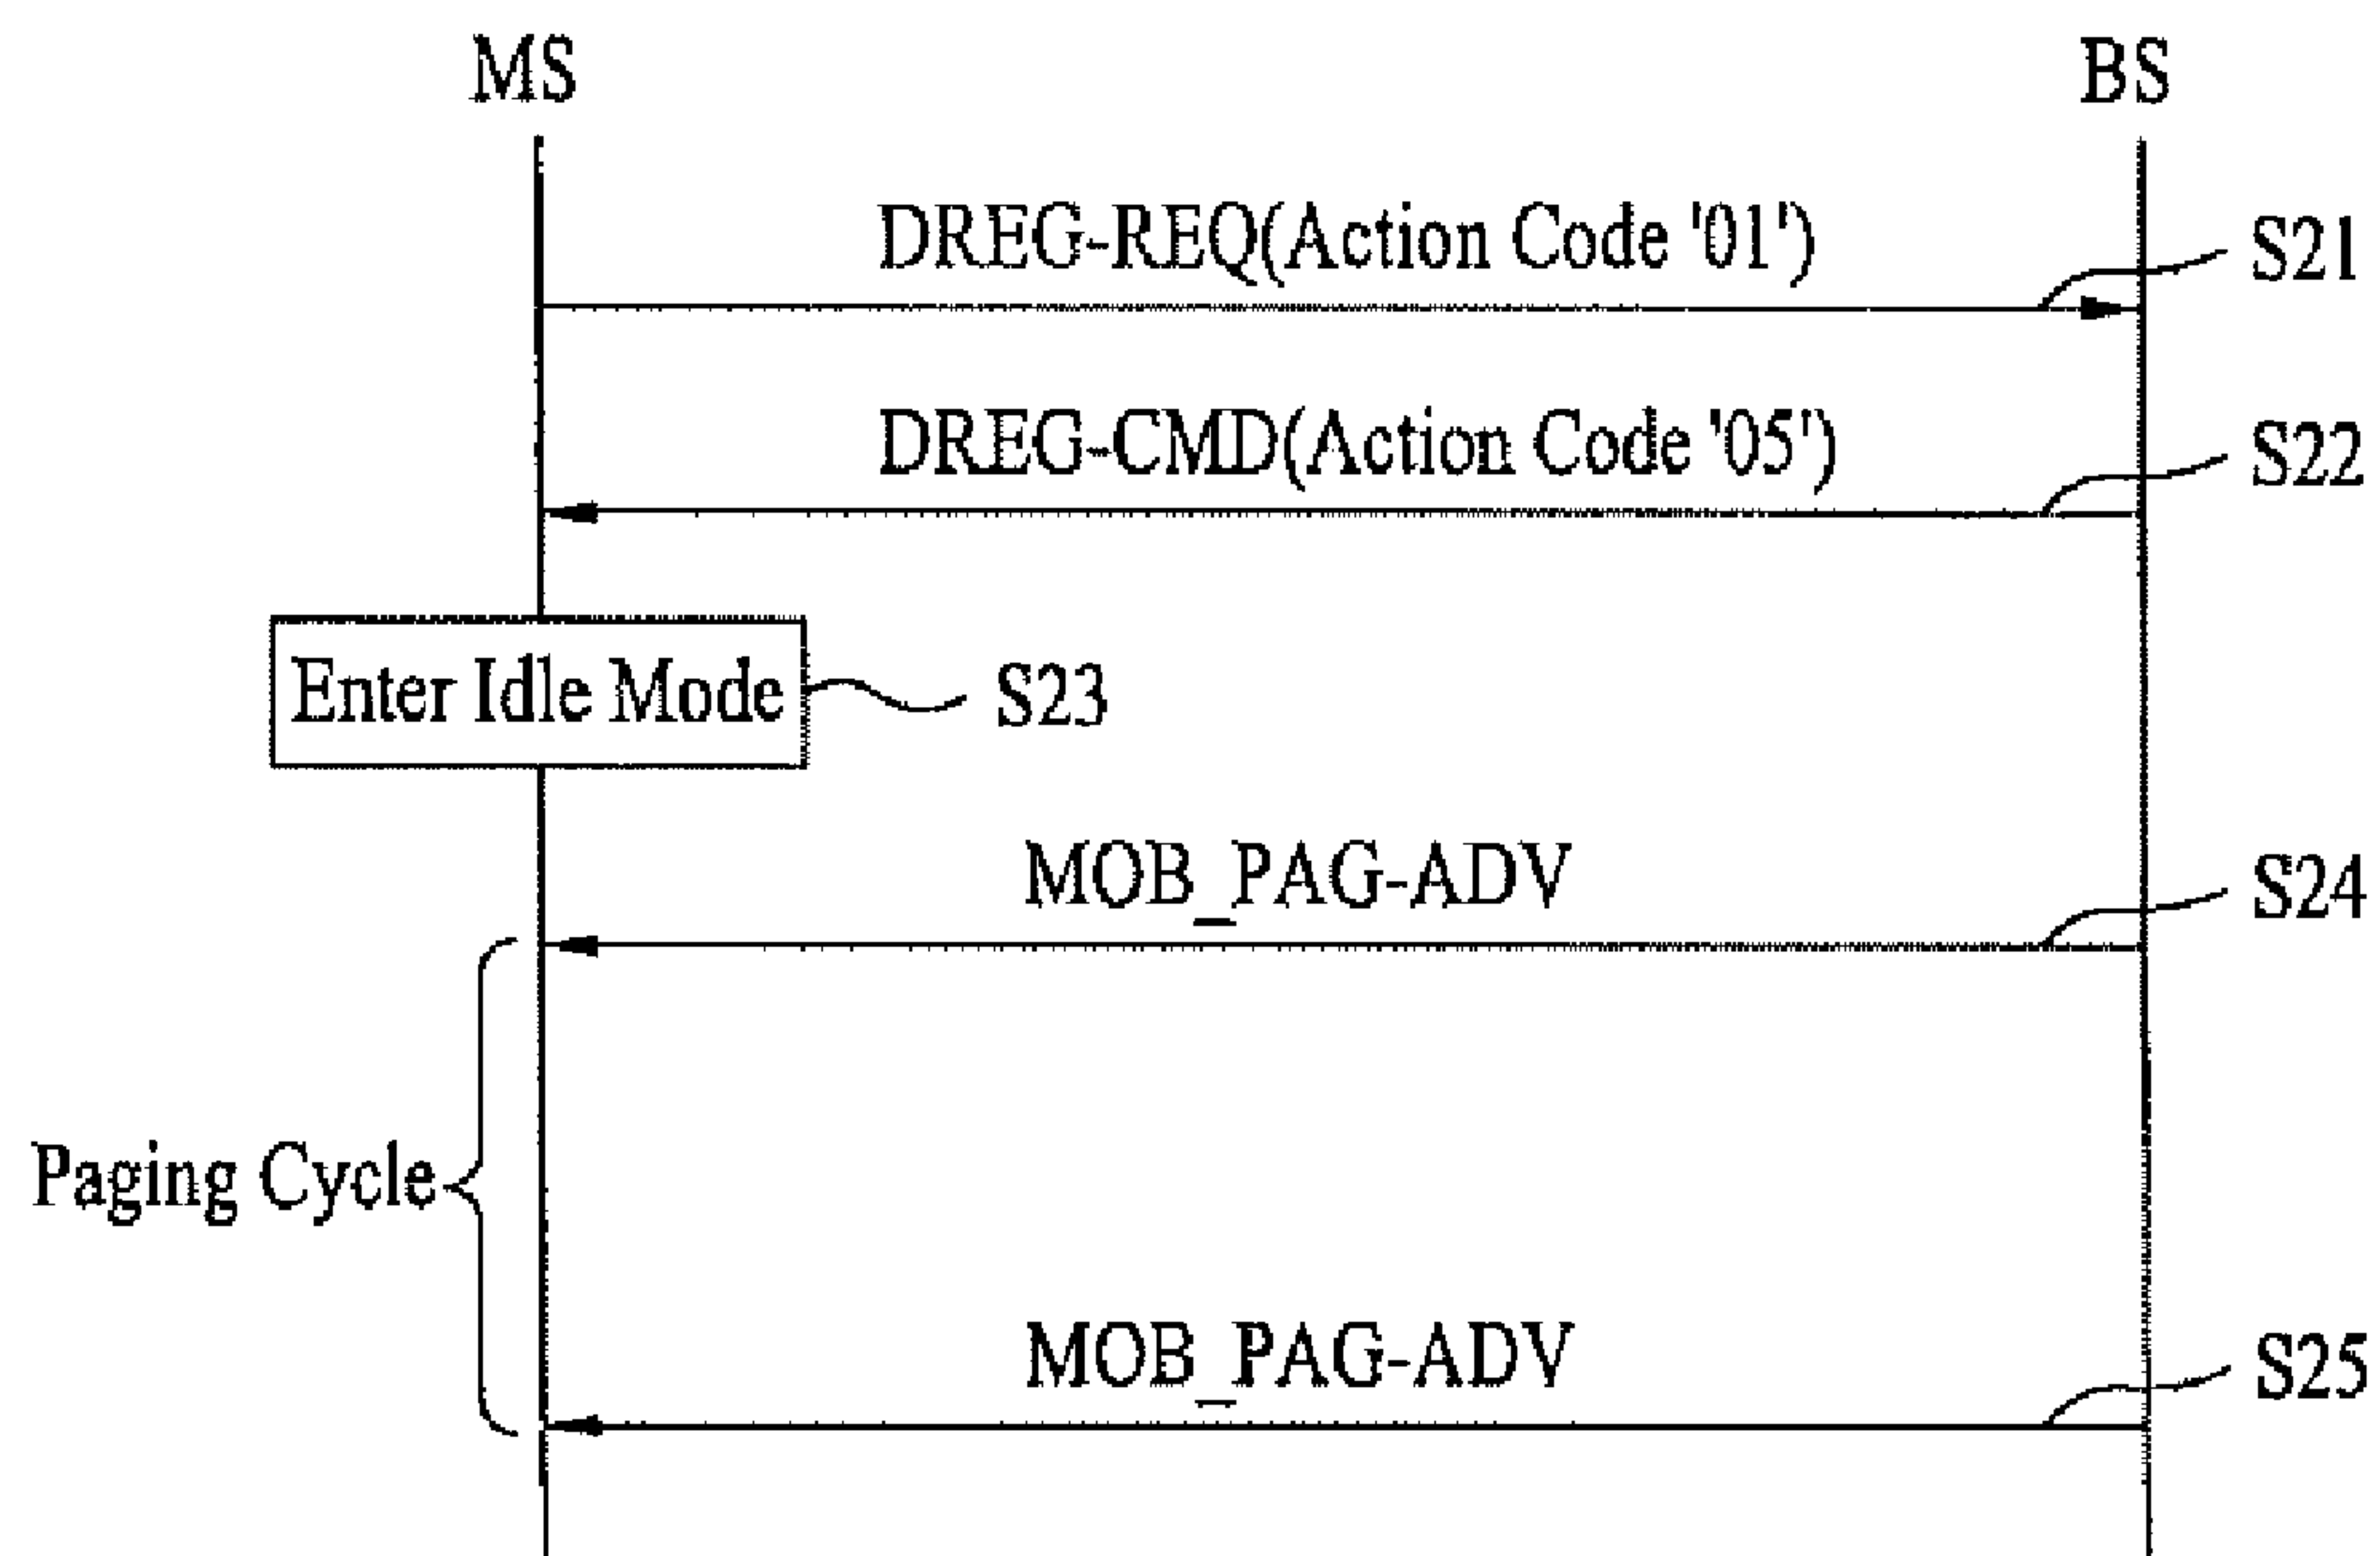 MS BS
DREG-REQ(Action Code '01') S21
DREG-CMD(Action Code '05') S22
Enter Idle Mode S23
MOB_PAG-ADV S24
Paging Cycle
MOB_PAG-ADV S25